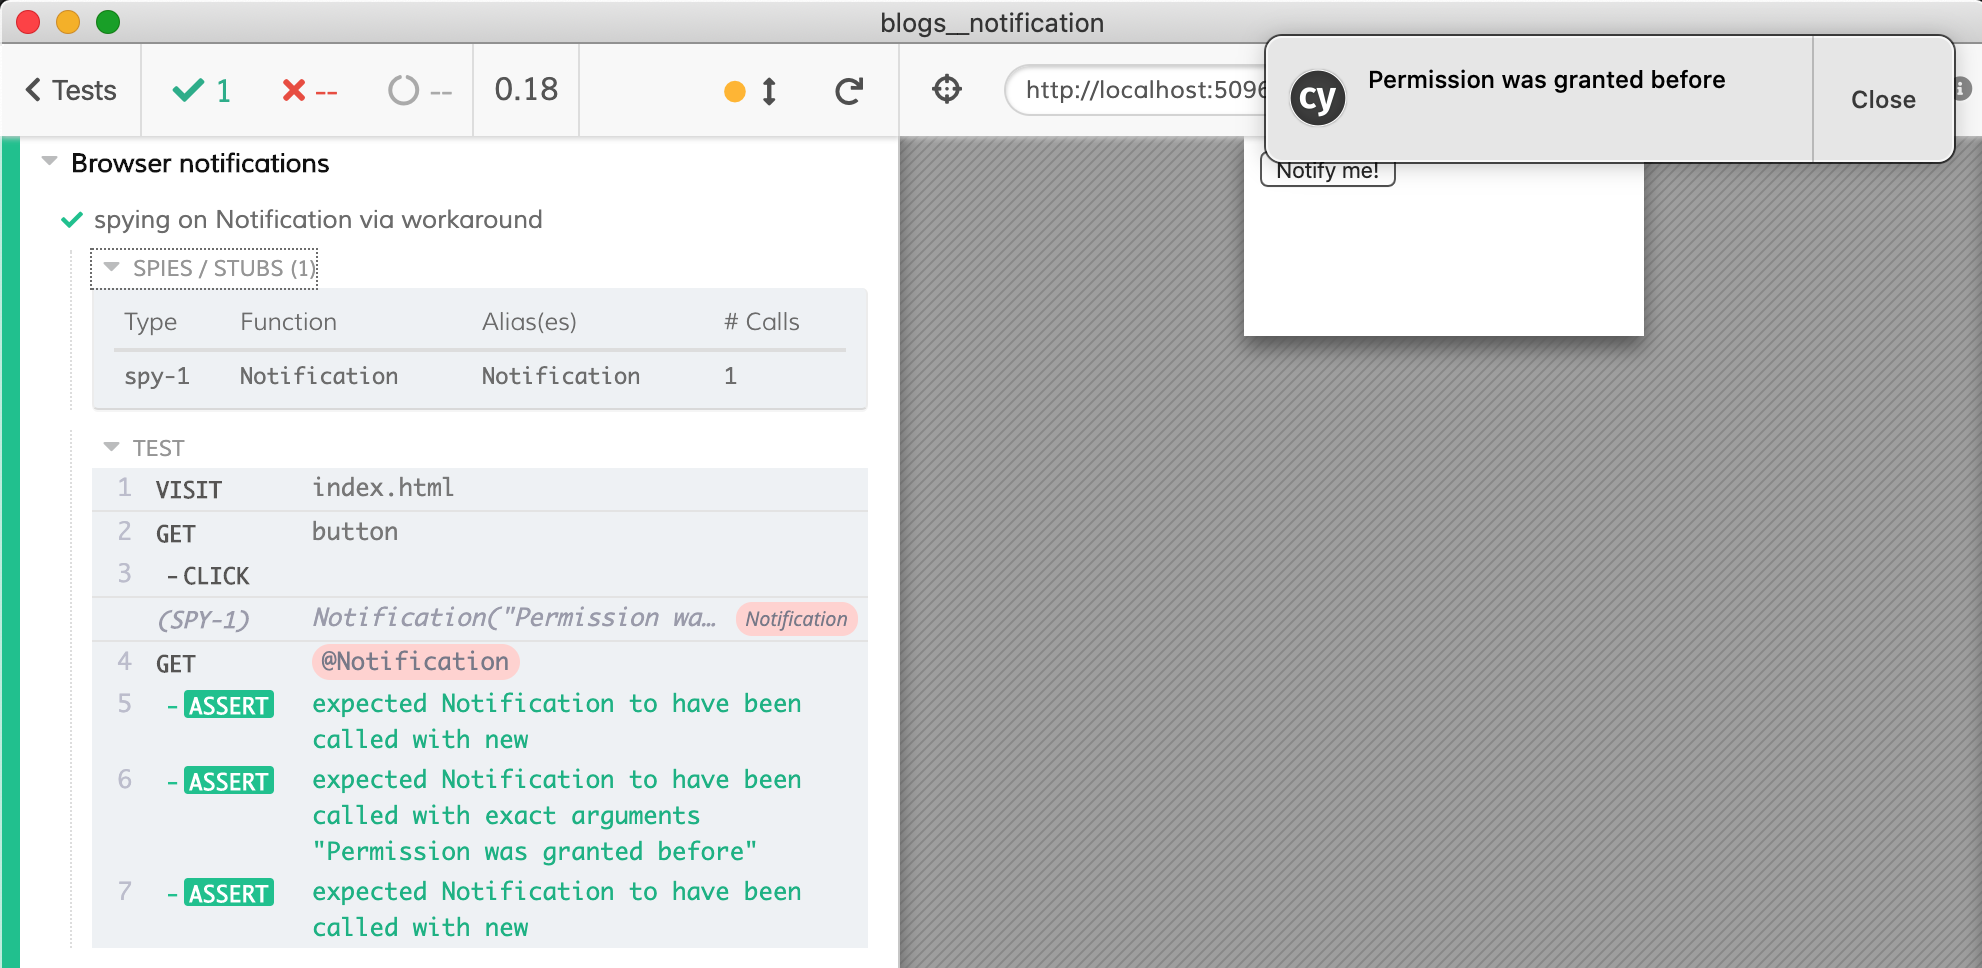 blogs__notification
Tests
1
--
--
0.18
http://localhost:5096
cy
Permission was granted before
Close
Notify me!
Browser notifications
spying on Notification via workaround
SPIES / STUBS (1)
Type Function Alias(es) # Calls
spy-1 Notification Notification 1
TEST
1 VISIT index.html
2 GET button
3 -CLICK
(SPY-1) Notification("Permission wa… Notification
4 GET @Notification
5 -ASSERT expected Notification to have been
called with new
6 -ASSERT expected Notification to have been
called with exact arguments
"Permission was granted before"
7 -ASSERT expected Notification to have been
called with new